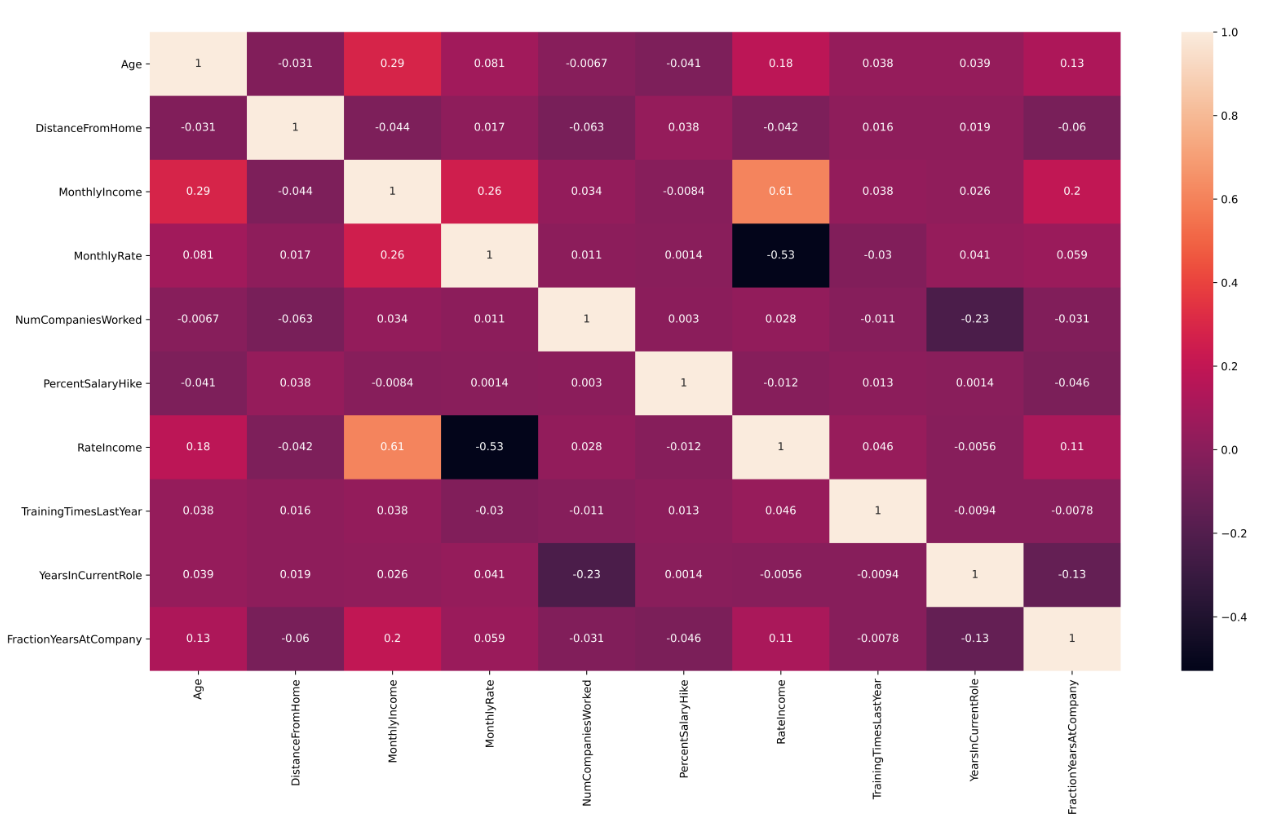 Age 1 -0.031 0.29 0.081 -0.0067 -0.041 0.18 0.038 0.039 0.13
DistanceFromHome -0.031 1 -0.044 0.017 -0.063 0.038 -0.042 0.016 0.019 -0.06
MonthlyIncome 0.29 -0.044 1 0.26 0.034 -0.0084 0.61 0.038 0.026 0.2
MonthlyRate 0.081 0.017 0.26 1 0.011 0.0014 -0.53 -0.03 0.041 0.059
NumCompaniesWorked -0.0067 -0.063 0.034 0.011 1 0.003 0.028 -0.011 -0.23 -0.031
PercentSalaryHike -0.041 0.038 -0.0084 0.0014 0.003 1 -0.012 0.013 0.0014 -0.046
RateIncome 0.18 -0.042 0.61 -0.53 0.028 -0.012 1 0.046 -0.0056 0.11
TrainingTimesLastYear 0.038 0.016 0.038 -0.03 -0.011 0.013 0.046 1 -0.0094 -0.0078
YearsInCurrentRole 0.039 0.019 0.026 0.041 -0.23 0.0014 -0.0056 -0.0094 1 -0.13
FractionYearsAtCompany 0.13 -0.06 0.2 0.059 -0.031 -0.046 0.11 -0.0078 -0.13 1
Age
DistanceFromHome
MonthlyIncome
MonthlyRate
NumCompaniesWorked
PercentSalaryHike
RateIncome
TrainingTimesLastYear
YearsInCurrentRole
FractionYearsAtCompany
1.0
0.8
0.6
0.4
0.2
0.0
−0.2
−0.4